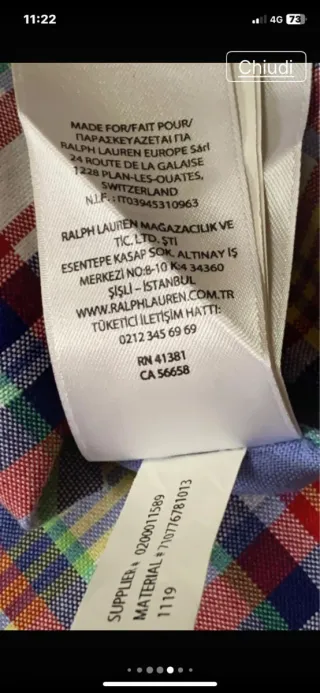 11:22
4G 73
Chiudi
MADE FOR/FAIT POUR/
ΠΑΡΑΣΚΕΥΑΖΕΤΑΙ ΓΙΑ
RALPH LAUREN EUROPE Sàrl
24 ROUTE DE LA GALAISE
1228 PLAN-LES-OUATES,
SWITZERLAND
N.I.F.: IT03945310963
RALPH LAUREN MAĞAZACILIK VE
TİC. LTD. ŞTİ
ESENTEPE KASAP SOK. ALTINAY İŞ
MERKEZİ NO:8-10 K:4 34360
ŞİŞLİ - İSTANBUL
WWW.RALPHLAUREN.COM.TR
TÜKETİCİ İLETİŞİM HATTI:
0212 345 69 69
RN 41381
CA 56658
SUPPLIER# 0200011589
MATERIAL #710776781013
1119